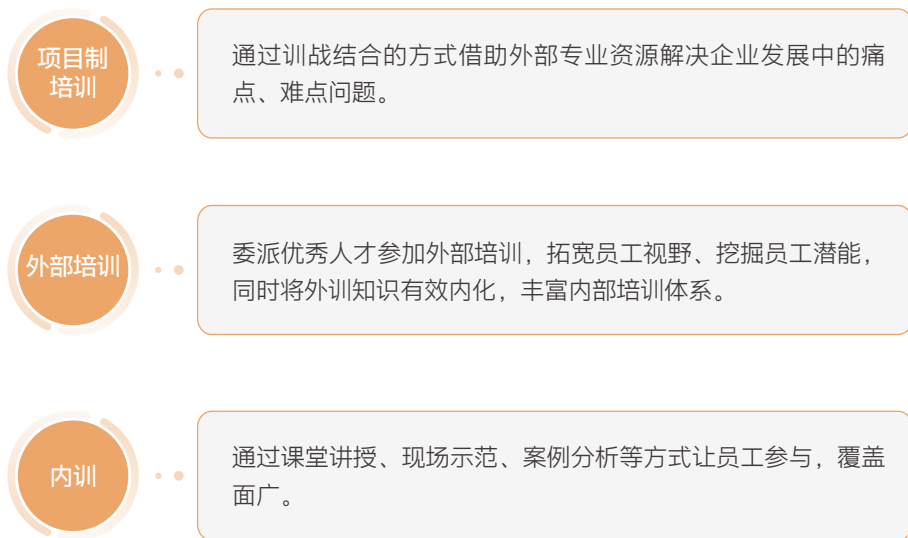 项目制
培训
通过训战结合的方式借助外部专业资源解决企业发展中的痛
点、难点问题。
外部培训
委派优秀人才参加外部培训，拓宽员工视野、挖掘员工潜能，
同时将外训知识有效内化，丰富内部培训体系。
内训
通过课堂讲授、现场示范、案例分析等方式让员工参与，覆盖
面广。